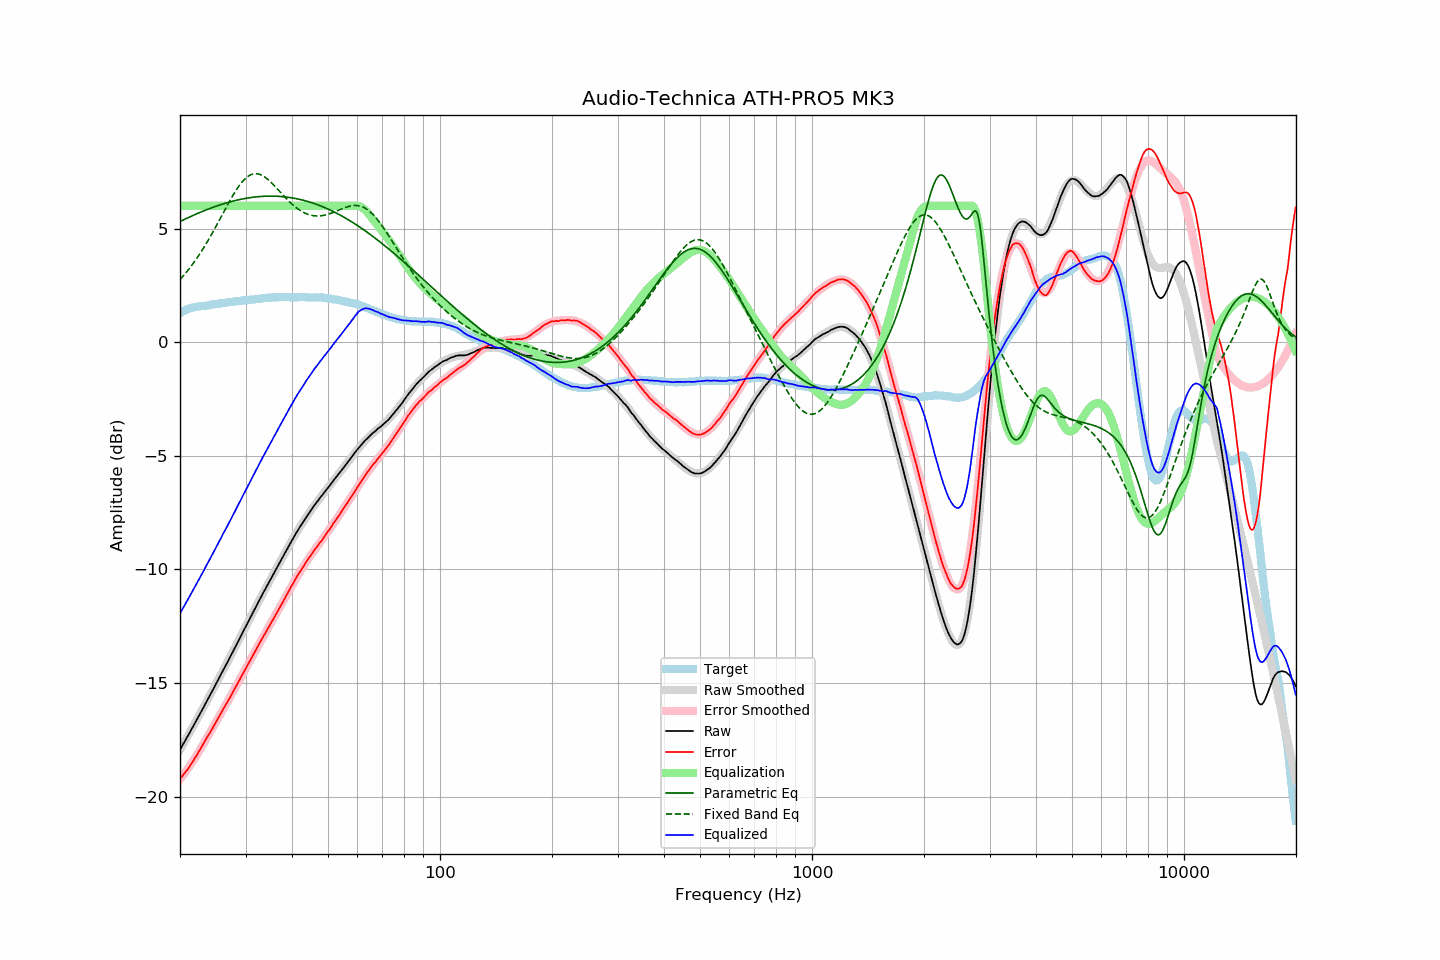 Audio-Technica ATH-PRO5 MK3
Amplitude (dBr)
5
0
−5
−10
−15
−20
100
1000
10000
Frequency (Hz)
Target
Raw Smoothed
Error Smoothed
Raw
Error
Equalization
Parametric Eq
Fixed Band Eq
Equalized